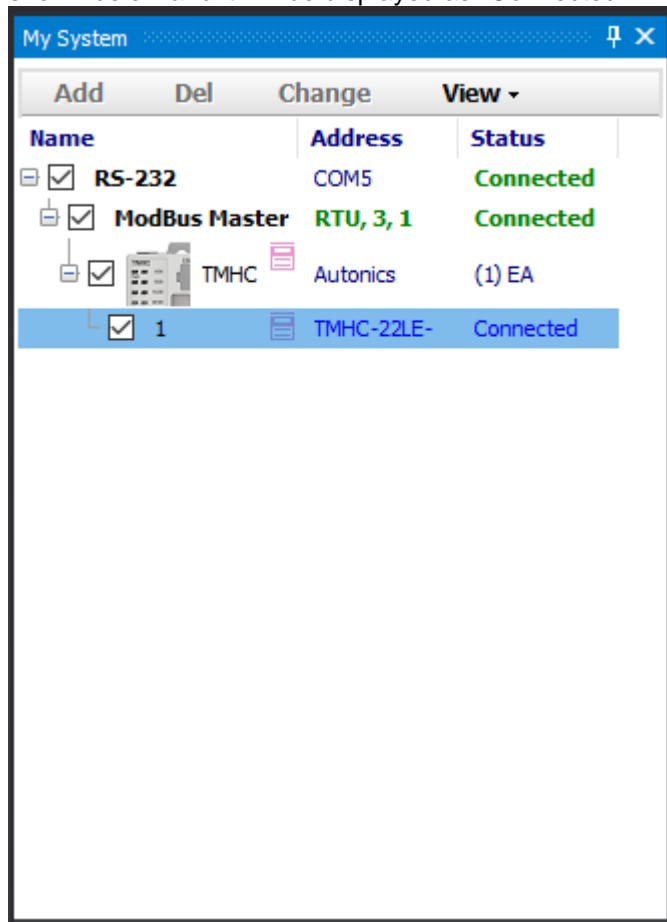 My System
Add Del Change View
Name Address Status
RS-232 COM5 Connected
ModBus Master RTU, 3, 1 Connected
TMHC Autonics (1) EA
1 TMHC-22LE- Connected